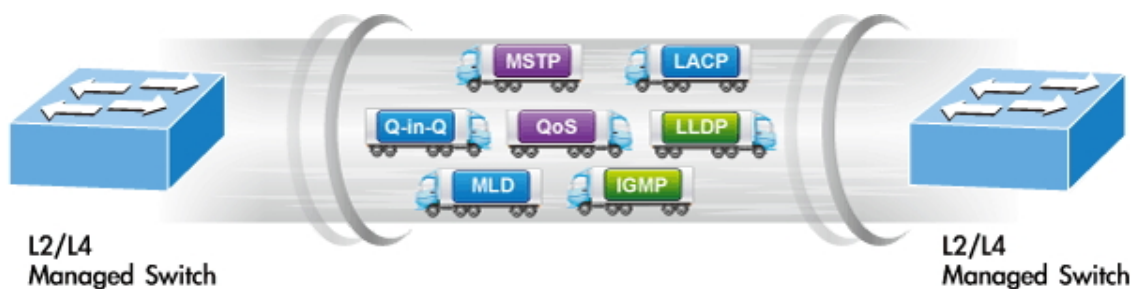 MSTP
LACP
Q-in-Q
QoS
LLDP
MLD
IGMP
L2/L4
Managed Switch
L2/L4
Managed Switch